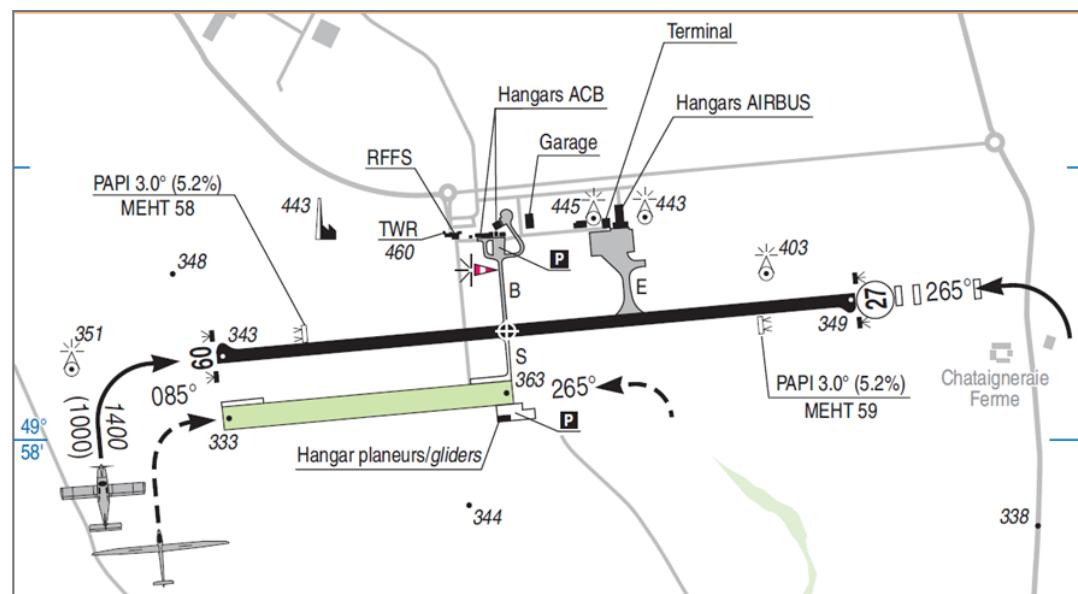 Terminal
Hangars ACB
Hangars AIRBUS
Garage
RFFS
PAPI 3.0° (5.2%)
MEHT 58
443
445
443
TWR
460
P
403
348
B
E
27
265°
351
343
349
09
S
085°
363
265°
PAPI 3.0° (5.2%)
MEHT 59
Chataigneraie
Ferme
1400
(1000)
49°
58'
333
P
Hangar planeurs/gliders
344
338